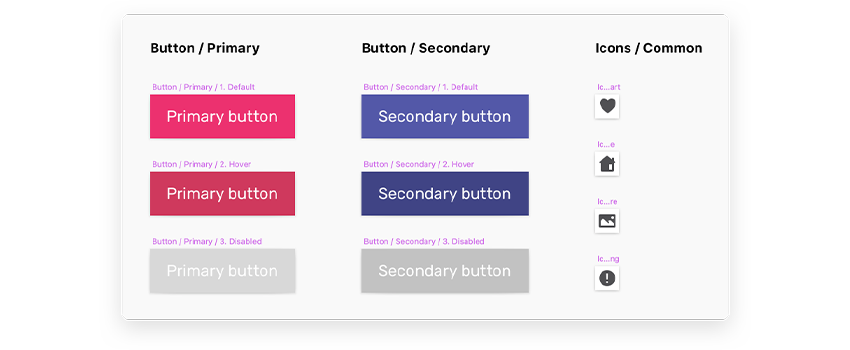 Button / Primary
Button / Primary / 1. Default
Primary button
Button / Primary / 2. Hover
Primary button
Button / Primary / 3. Disabled
Primary button
Button / Secondary
Button / Secondary / 1. Default
Secondary button
Button / Secondary / 2. Hover
Secondary button
Button / Secondary / 3. Disabled
Secondary button
Icons / Common
Ic...art
Ic...e
Ic...re
Ic...ng